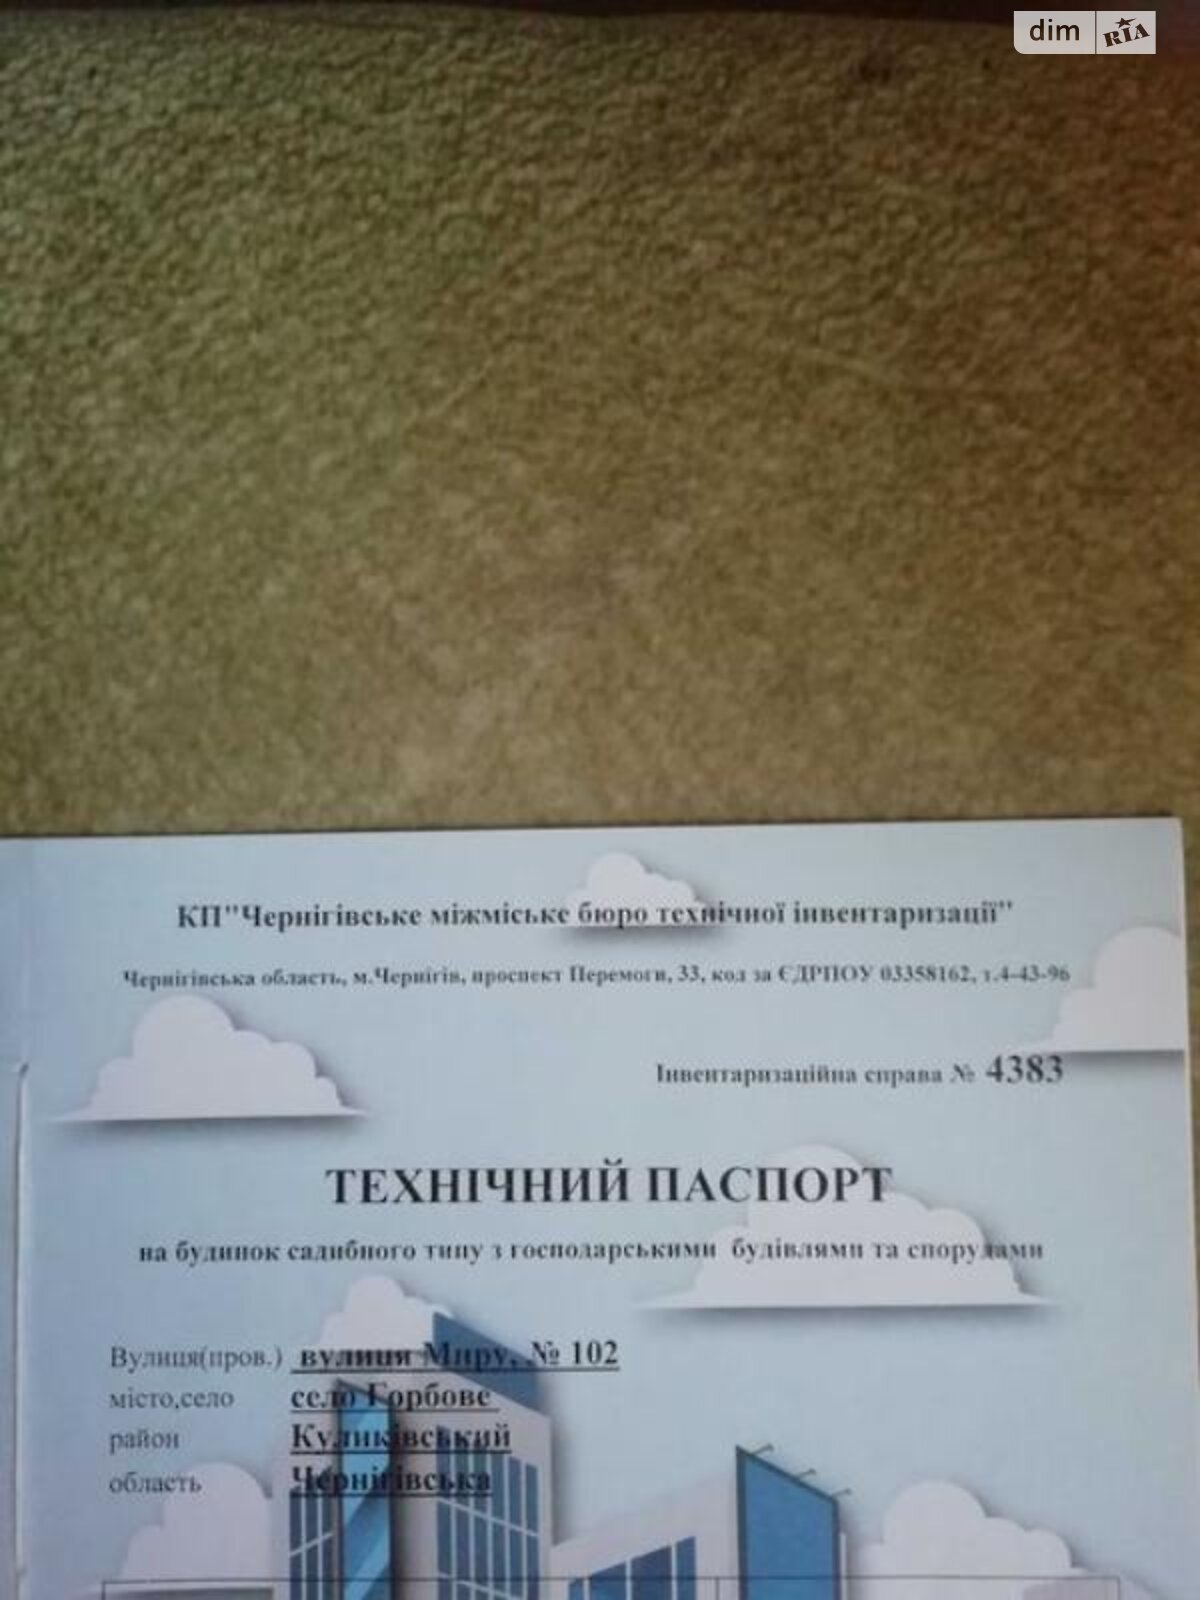 dim RIA
КП"Чернігівське міжміське бюро технічної інвентаризації"
Чернігівська область, м.Чернігів, проспект Перемоги, 33, код за ЄДРПОУ 03358162, т.4-43-96
Інвентаризаційна справа № 4383
ТЕХНІЧНИЙ ПАСПОРТ
на будинок садибного типу з господарськими будівлями та спорудами
Вулиця(пров.) вулиця Миру, № 102
місто,село село Горбове
район Куликівський
область Чернігівська